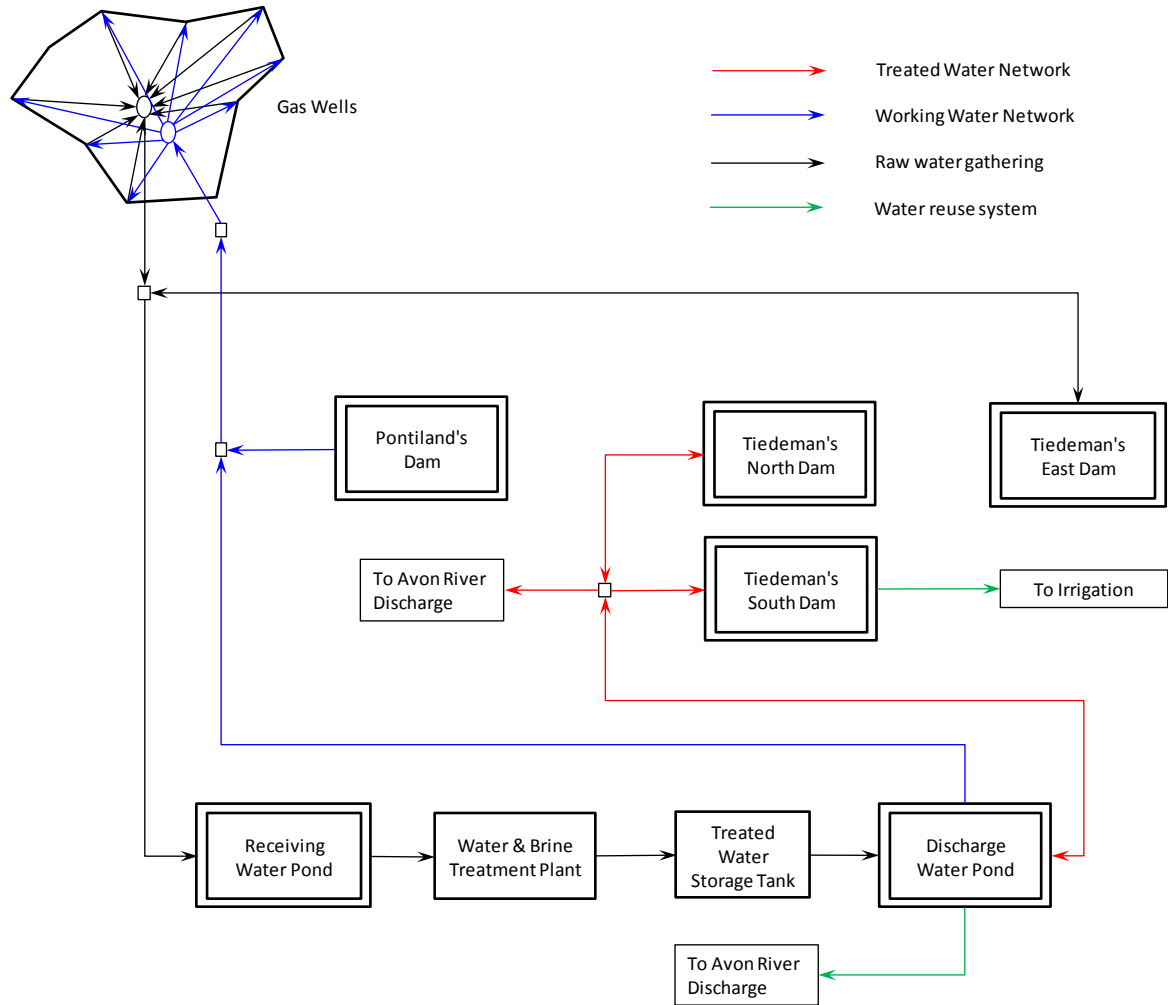 Gas Wells
Treated Water Network
Working Water Network
Raw water gathering
Water reuse system
Pontiland's
Dam
Tiedeman's
North Dam
Tiedeman's
East Dam
To Avon River
Discharge
Tiedeman's
South Dam
To Irrigation
Receiving
Water Pond
Water & Brine
Treatment Plant
Treated
Water
Storage Tank
Discharge
Water Pond
To Avon River
Discharge